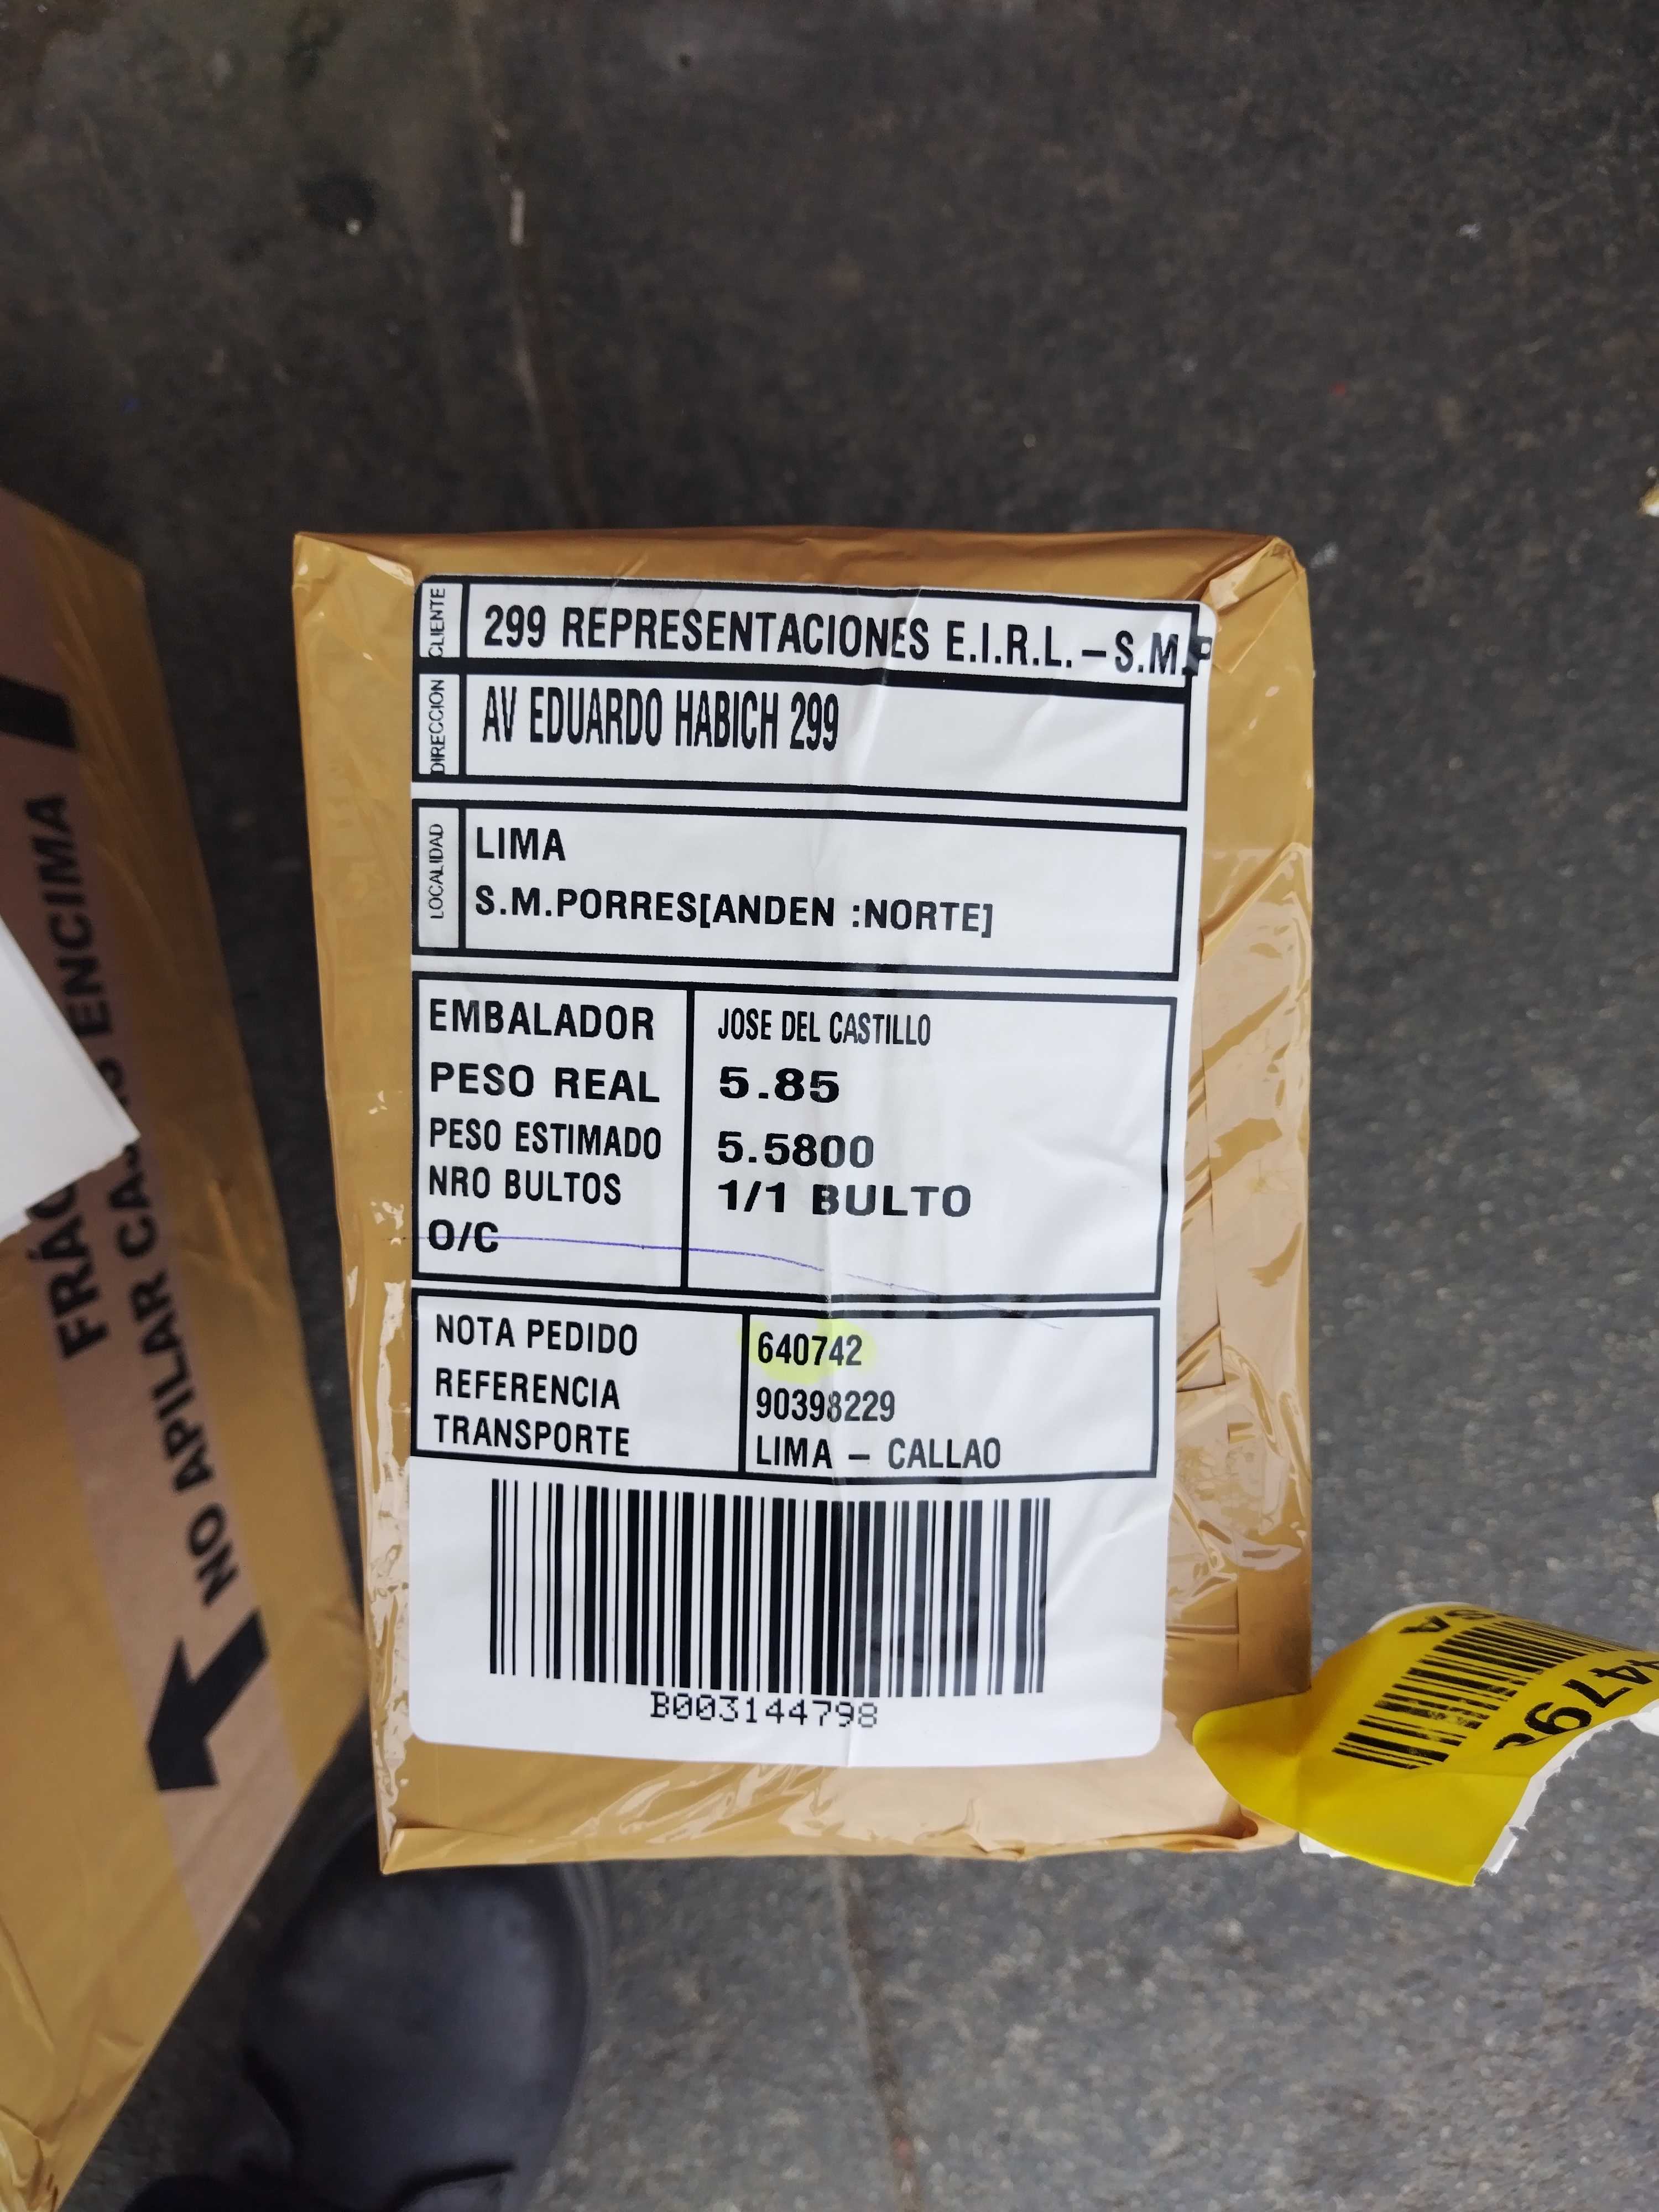 CLIENTE
299 REPRESENTACIONES E.I.R.L.-S.M.P
DIRECCION
AV EDUARDO HABICH 299
LOCALIDAD
LIMA
S.M.PORRES[ANDEN :NORTE]
EMBALADOR JOSE DEL CASTILLO
PESO REAL 5.85
PESO ESTIMADO 5.5800
NRO BULTOS 1/1 BULTO
O/C
NOTA PEDIDO 640742
REFERENCIA 90398229
TRANSPORTE LIMA - CALLAO
B003144798
NO APILAR ENCIMA